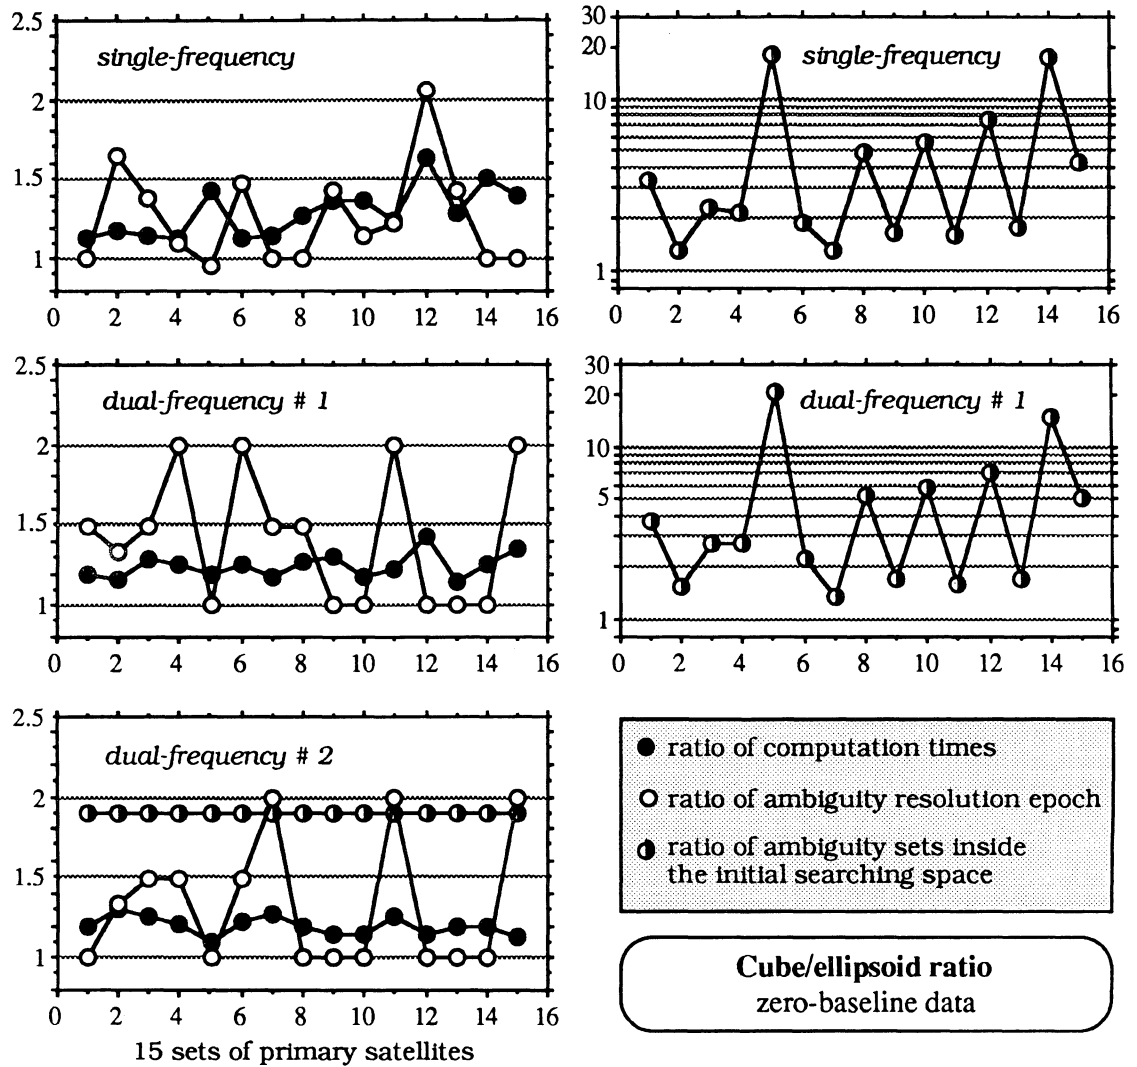 single-frequency
2.5
2
1.5
1
0 2 4 6 8 10 12 14 16
single-frequency
30
20
10
5
3
2
1
0 2 4 6 8 10 12 14 16
dual-frequency # 1
2.5
2
1.5
1
0 2 4 6 8 10 12 14 16
dual-frequency # 1
30
20
10
5
3
2
1
0 2 4 6 8 10 12 14 16
dual-frequency # 2
2.5
2
1.5
1
0 2 4 6 8 10 12 14 16
15 sets of primary satellites
ratio of computation times
ratio of ambiguity resolution epoch
ratio of ambiguity sets inside
the initial searching space
Cube/ellipsoid ratio
zero-baseline data